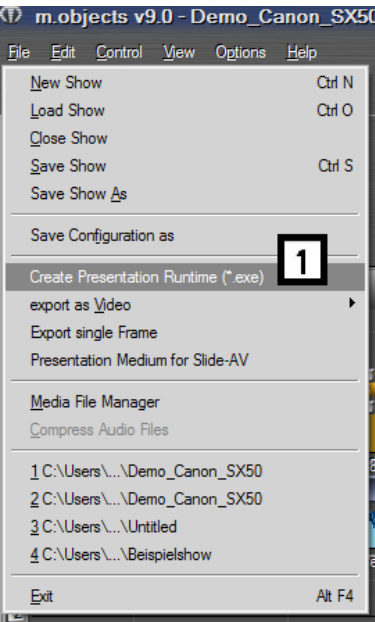 m.objects v9.0 - Demo_Canon_SX50
File Edit Control View Options Help
New Show Ctrl N
Load Show Ctrl O
Close Show
Save Show Ctrl S
Save Show As
Save Configuration as
1
Create Presentation Runtime (*.exe)
export as Video
Export single Frame
Presentation Medium for Slide-AV
Media File Manager
Compress Audio Files
1 C:\Users\...\Demo_Canon_SX50
2 C:\Users\...\Demo_Canon_SX50
3 C:\Users\...\Untitled
4 C:\Users\...\Beispielshow
Exit Alt F4